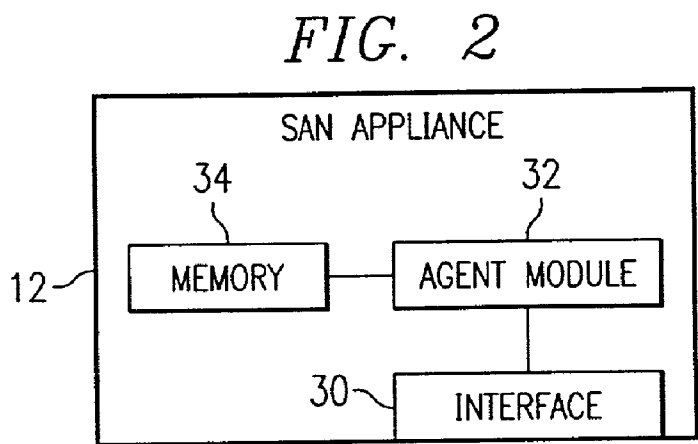 FIG. 2
SAN APPLIANCE
34
32
MEMORY
AGENT MODULE
12
30
INTERFACE